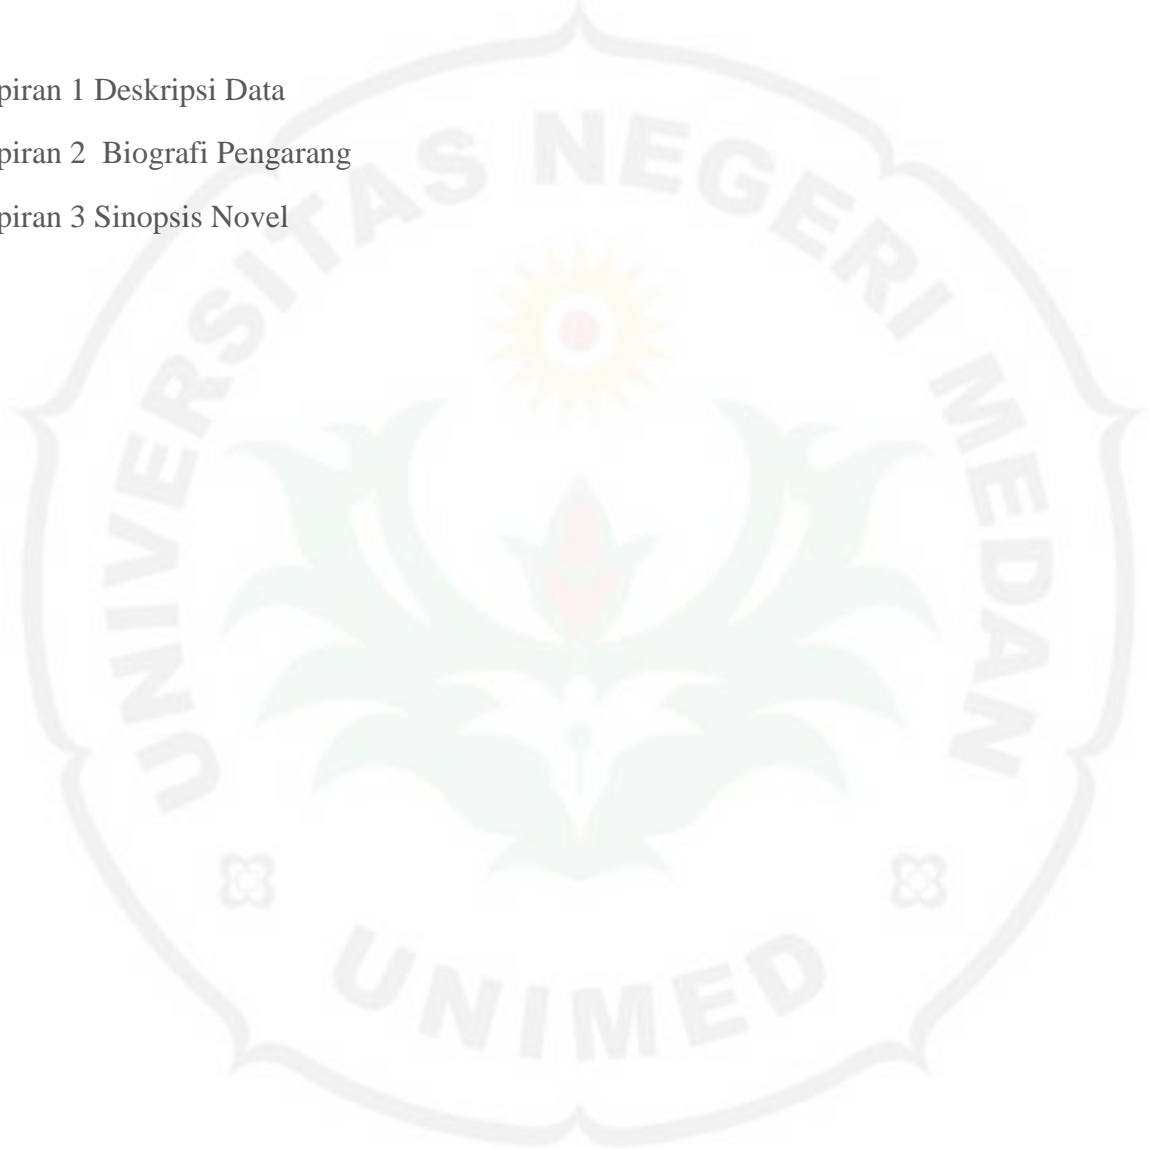 piran 1 Deskripsi Data
piran 2 Biografi Pengarang
piran 3 Sinopsis Novel
UNIVERSITAS NEGERI MEDAN
UNIMED